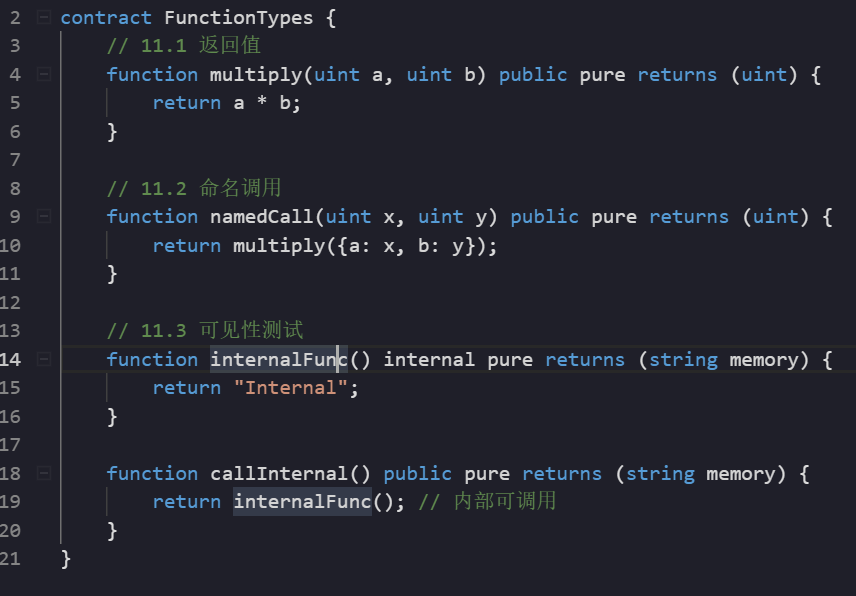 2 contract FunctionTypes {
3     // 11.1 返回值
4     function multiply(uint a, uint b) public pure returns (uint) {
5         return a * b;
6     }
7
8     // 11.2 命名调用
9     function namedCall(uint x, uint y) public pure returns (uint) {
10         return multiply({a: x, b: y});
11     }
12
13     // 11.3 可见性测试
14     function internalFunc() internal pure returns (string memory) {
15         return "Internal";
16     }
17
18     function callInternal() public pure returns (string memory) {
19         return internalFunc(); // 内部可调用
20     }
21 }